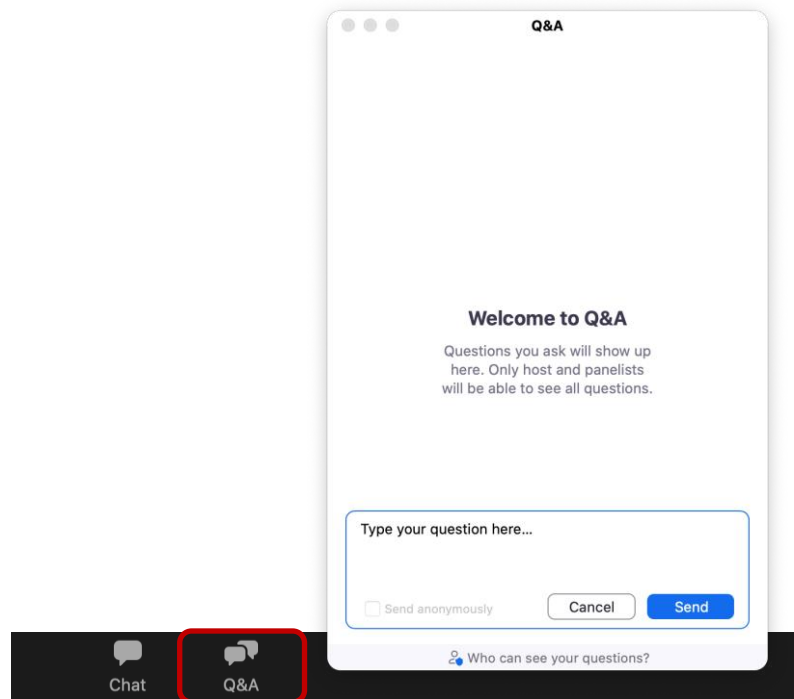 Q&A
Welcome to Q&A
Questions you ask will show up
here. Only host and panelists
will be able to see all questions.
Type your question here...
Send anonymously
Cancel
Send
Who can see your questions?
Chat
Q&A